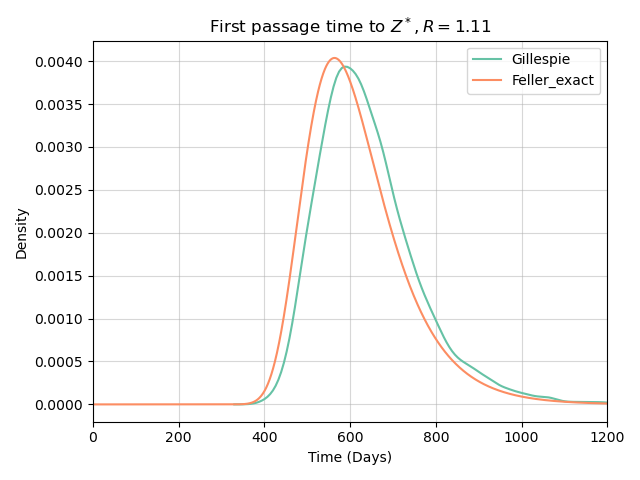 First passage time to Z*, R = 1.11
Gillespie
Feller_exact
Density
0.0040
0.0035
0.0030
0.0025
0.0020
0.0015
0.0010
0.0005
0.0000
0 200 400 600 800 1000 1200
Time (Days)